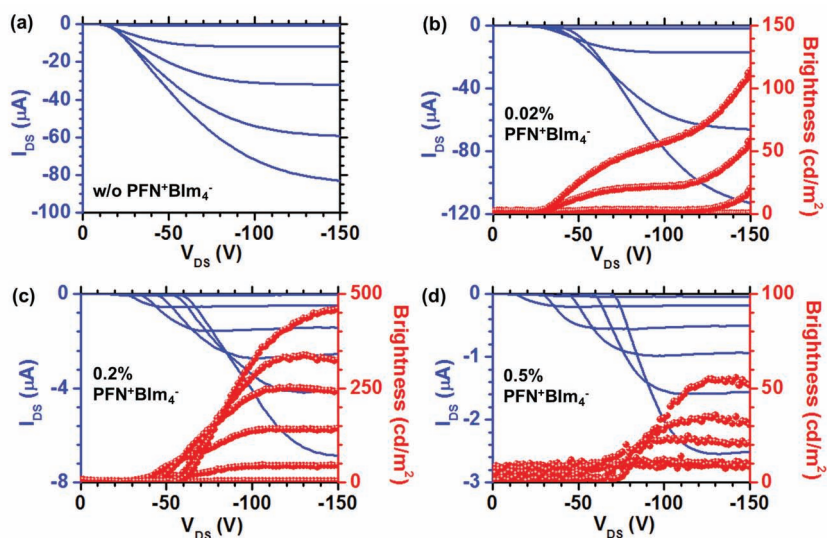 (a)
0
-20
-40
-60
-80
-100
I_DS (μA)
w/o PFN⁺BIm₄⁻
0 -50 -100 -150
V_DS (V)
(b)
0
-40
-80
-120
I_DS (μA)
0.02%
PFN⁺BIm₄⁻
150
100
50
0
Brightness (cd/m²)
0 -50 -100 -150
V_DS (V)
(c)
0
-4
-8
I_DS (μA)
0.2%
PFN⁺BIm₄⁻
500
250
0
Brightness (cd/m²)
0 -50 -100 -150
V_DS (V)
(d)
0
-1
-2
-3
I_DS (μA)
0.5%
PFN⁺BIm₄⁻
100
50
0
Brightness (cd/m²)
0 -50 -100 -150
V_DS (V)